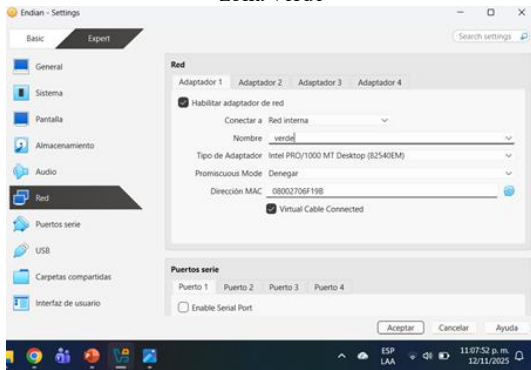 Endian - Settings
Basic Expert Search settings
General
Sistema
Pantalla
Almacenamiento
Audio
Red
Puertos serie
USB
Carpetas compartidas
Interfaz de usuario
Red
Adaptador 1 Adaptador 2 Adaptador 3 Adaptador 4
Habilitar adaptador de red
Conectar a Red interna
Nombre verde
Tipo de Adaptador Intel PRO/1000 MT Desktop (82540EM)
Promiscuous Mode Denegar
Dirección MAC 08002706F19B
Virtual Cable Connected
Puertos serie
Puerto 1 Puerto 2 Puerto 3 Puerto 4
Enable Serial Port
Aceptar Cancelar Ayuda
ESP
LAA
11:07:52 p. m.
12/11/2025